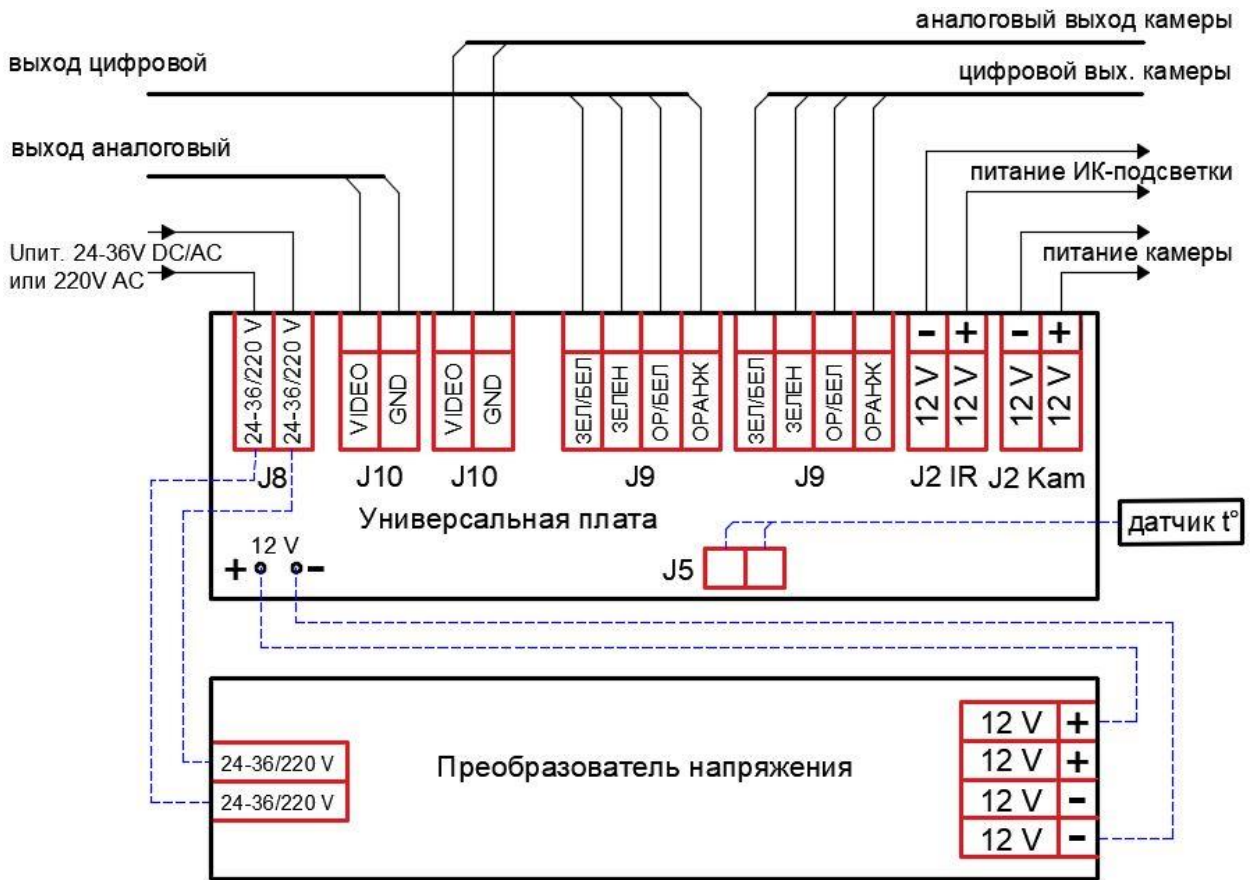 аналоговый выход камеры
выход цифровой
цифровой вых. камеры
выход аналоговый
питание ИК-подсветки
Uпит. 24-36V DC/AC
или 220V AC
питание камеры
24-36/220 V
24-36/220 V
VIDEO
GND
VIDEO
GND
ЗЕЛ/БЕЛ
ЗЕЛЕН
ОР/БЕЛ
ОРАНЖ
ЗЕЛ/БЕЛ
ЗЕЛЕН
ОР/БЕЛ
ОРАНЖ
- 12 V
+ 12 V
- 12 V
+ 12 V
J8
J10
J10
J9
J9
J2 IR
J2 Kam
Универсальная плата
датчик t°
12 V
+ -
J5
12 V +
12 V +
12 V -
12 V -
24-36/220 V
24-36/220 V
Преобразователь напряжения